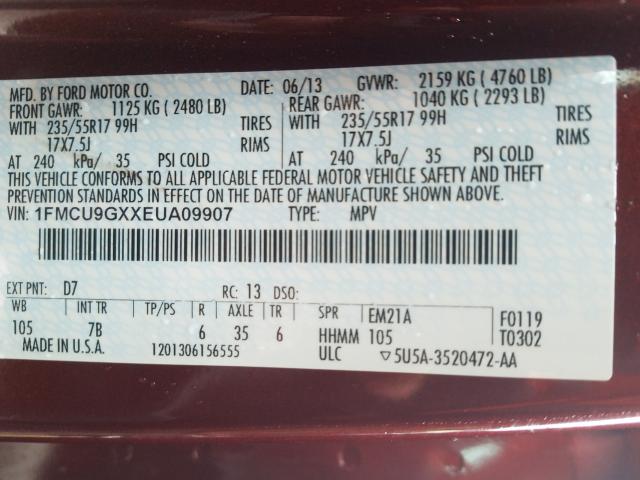 MFD. BY FORD MOTOR CO. DATE: 06/13 GVWR: 2159 KG ( 4760 LB)
FRONT GAWR: 1125 KG ( 2480 LB) REAR GAWR: 1040 KG ( 2293 LB)
WITH 235/55R17 99H TIRES WITH 235/55R17 99H TIRES
17X7.5J RIMS 17X7.5J RIMS
AT 240 kPa/ 35 PSI COLD AT 240 kPa/ 35 PSI COLD
THIS VEHICLE CONFORMS TO ALL APPLICABLE FEDERAL MOTOR VEHICLE SAFETY AND THEFT
PREVENTION STANDARDS IN EFFECT ON THE DATE OF MANUFACTURE SHOWN ABOVE.
VIN: 1FMCU9GXXEUA09907 TYPE: MPV
EXT PNT: D7 RC: 13 DSO:
WB INT TR TP/PS R AXLE TR SPR EM21A F0119
105 7B 6 35 6 HHMM 105 T0302
MADE IN U.S.A. 1201306156555 ULC ▽5U5A-3520472-AA